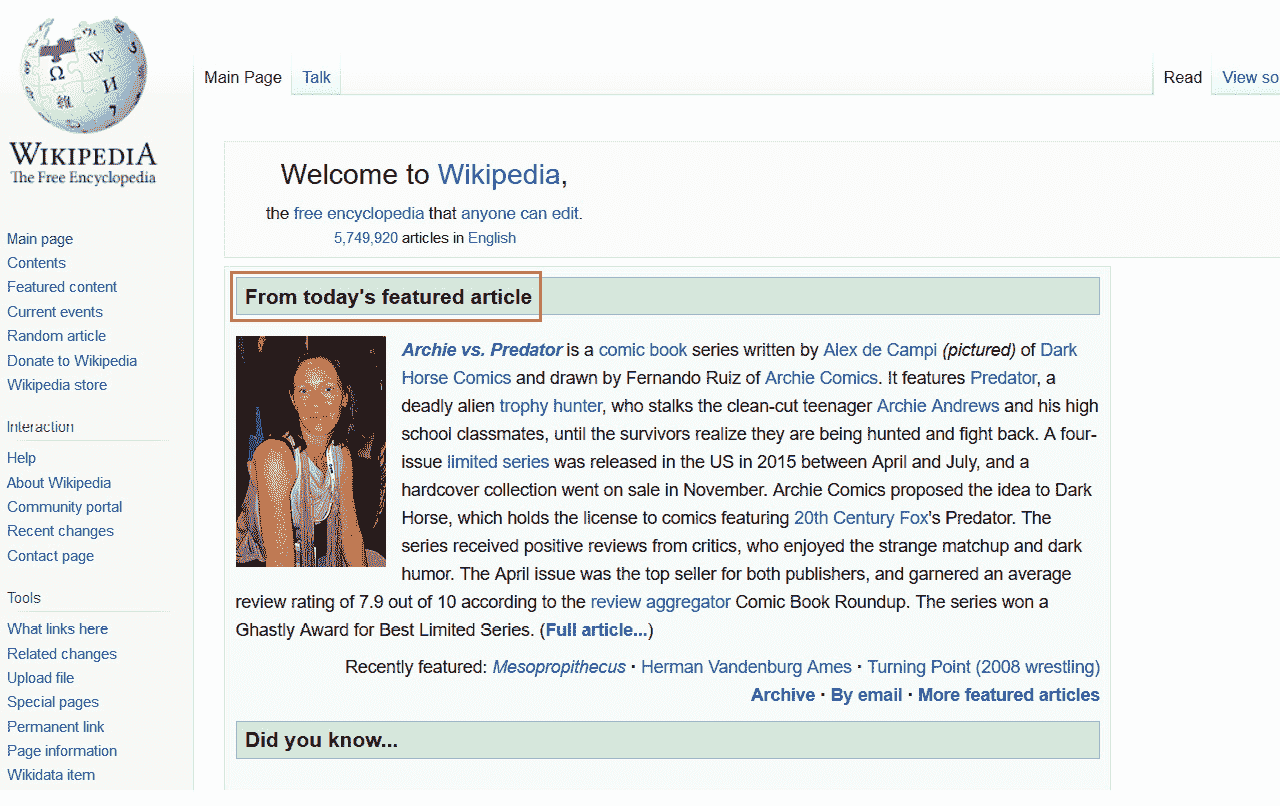 WIKIPEDIA
The Free Encyclopedia
Main page
Contents
Featured content
Current events
Random article
Donate to Wikipedia
Wikipedia store
Interaction
Help
About Wikipedia
Community portal
Recent changes
Contact page
Tools
What links here
Related changes
Upload file
Special pages
Permanent link
Page information
Wikidata item
Main Page Talk Read View so
Welcome to Wikipedia,
the free encyclopedia that anyone can edit.
5,749,920 articles in English
From today's featured article
Archie vs. Predator is a comic book series written by Alex de Campi (pictured) of Dark
Horse Comics and drawn by Fernando Ruiz of Archie Comics. It features Predator, a
deadly alien trophy hunter, who stalks the clean-cut teenager Archie Andrews and his high
school classmates, until the survivors realize they are being hunted and fight back. A four-
issue limited series was released in the US in 2015 between April and July, and a
hardcover collection went on sale in November. Archie Comics proposed the idea to Dark
Horse, which holds the license to comics featuring 20th Century Fox's Predator. The
series received positive reviews from critics, who enjoyed the strange matchup and dark
humor. The April issue was the top seller for both publishers, and garnered an average
review rating of 7.9 out of 10 according to the review aggregator Comic Book Roundup. The series won a
Ghastly Award for Best Limited Series. (Full article...)
Recently featured: Mesopropithecus · Herman Vandenburg Ames · Turning Point (2008 wrestling)
Archive · By email · More featured articles
Did you know...